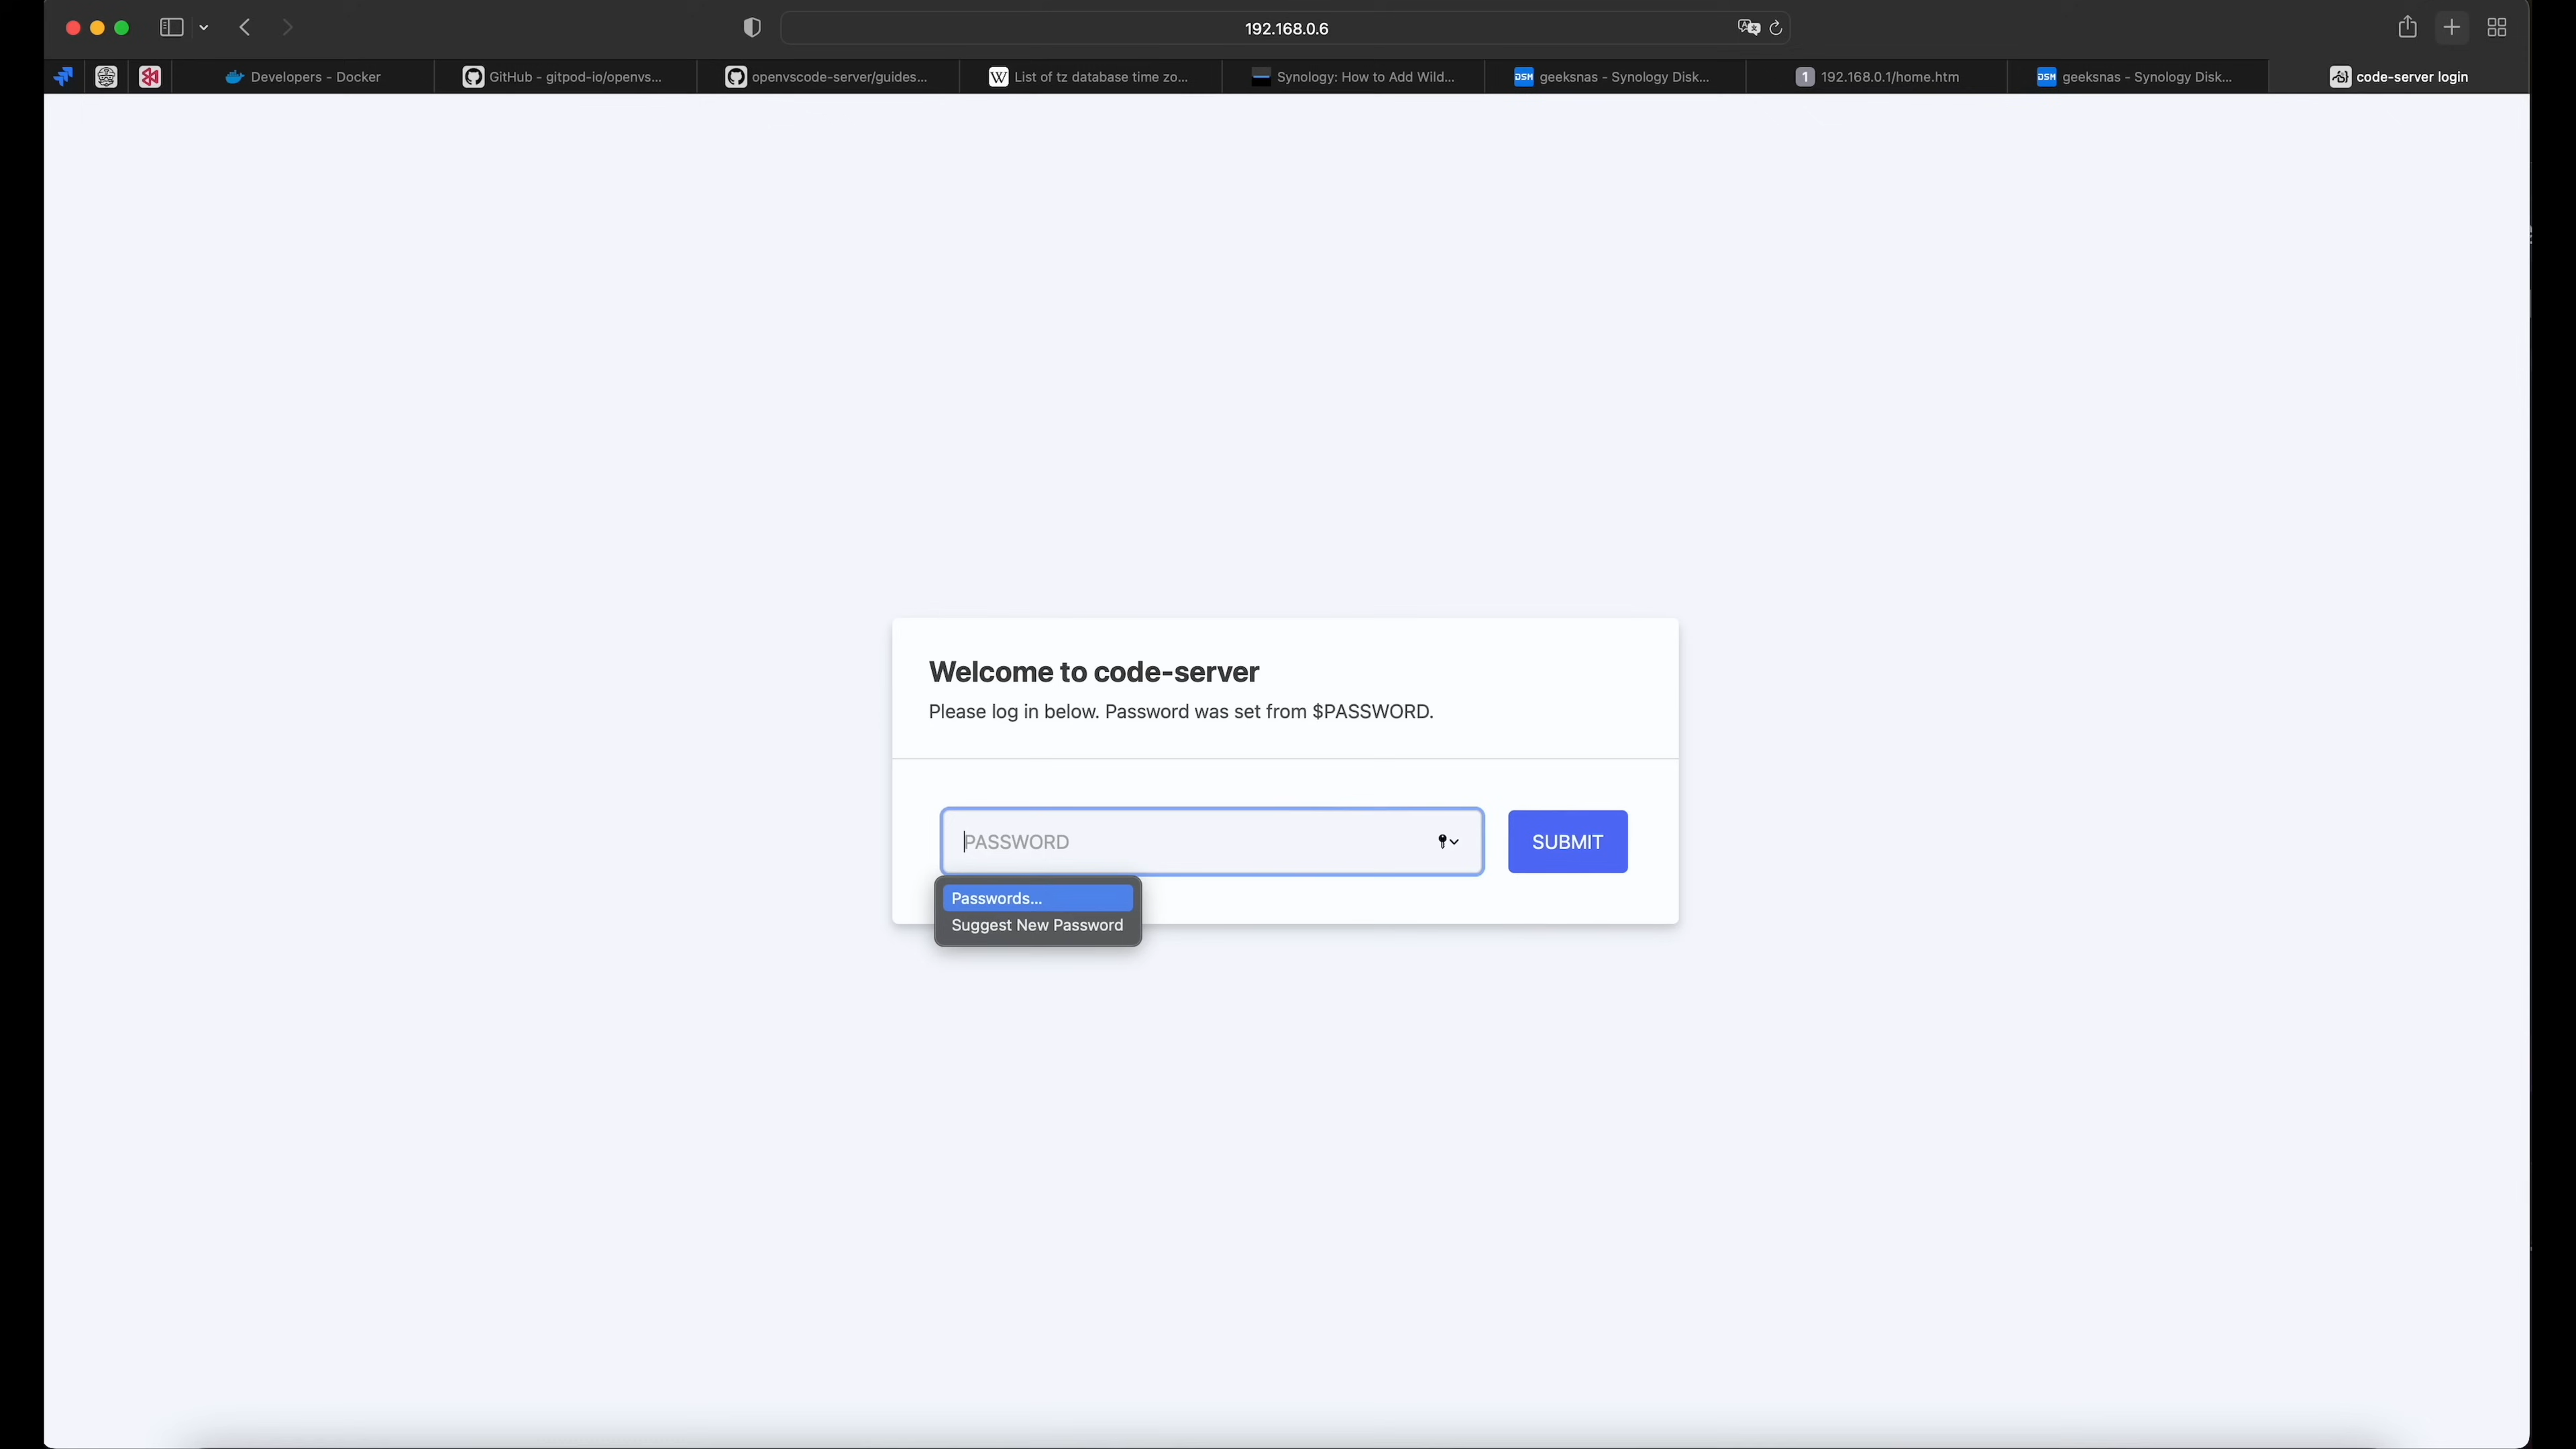 192.168.0.6
Developers - Docker
GitHub - gitpod-io/openvs...
openvscode-server/guides...
W List of tz database time zo...
Synology: How to Add Wild...
DSM geeksnas - Synology Disk...
1 192.168.0.1/home.htm
DSM geeksnas - Synology Disk...
code-server login
Welcome to code-server
Please log in below. Password was set from $PASSWORD.
PASSWORD
SUBMIT
Passwords...
Suggest New Password